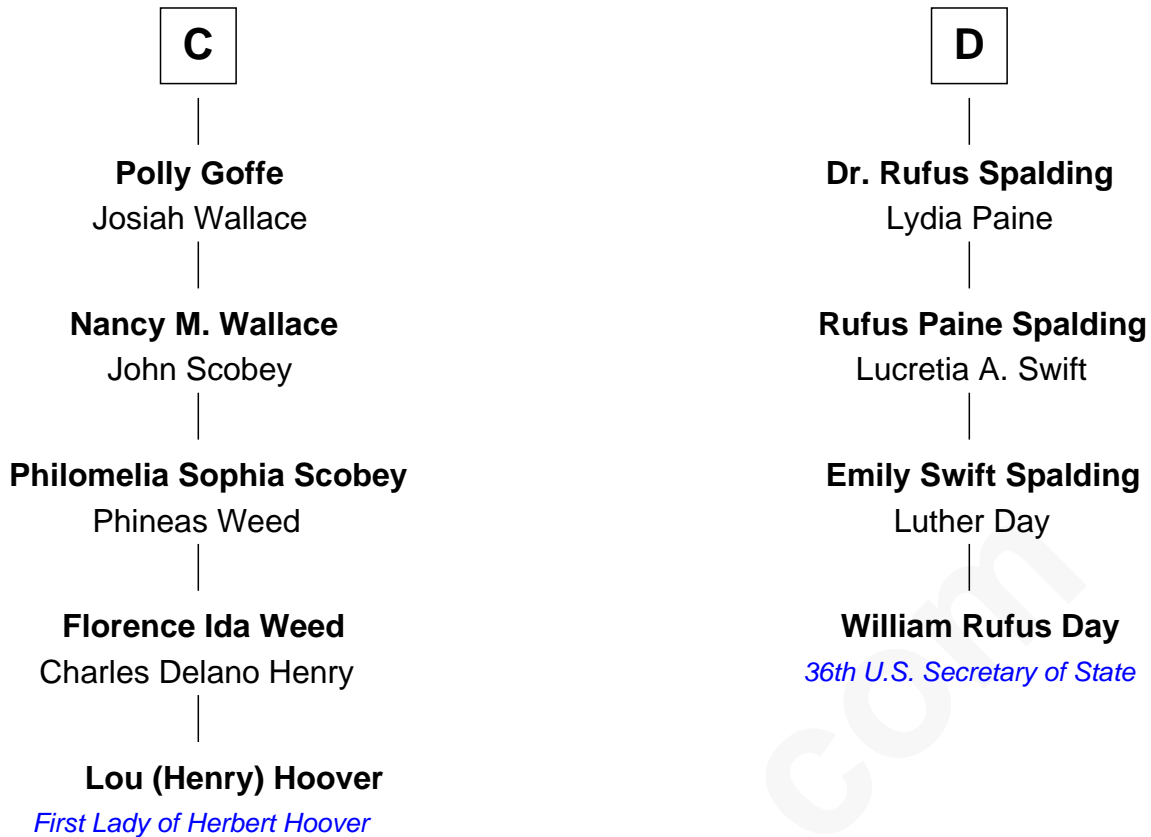 C
Polly Goffe
Josiah Wallace
Nancy M. Wallace
John Scobey
Philomelia Sophia Scobey
Phineas Weed
Florence Ida Weed
Charles Delano Henry
Lou (Henry) Hoover
First Lady of Herbert Hoover
D
Dr. Rufus Spalding
Lydia Paine
Rufus Paine Spalding
Lucretia A. Swift
Emily Swift Spalding
Luther Day
William Rufus Day
36th U.S. Secretary of State
com